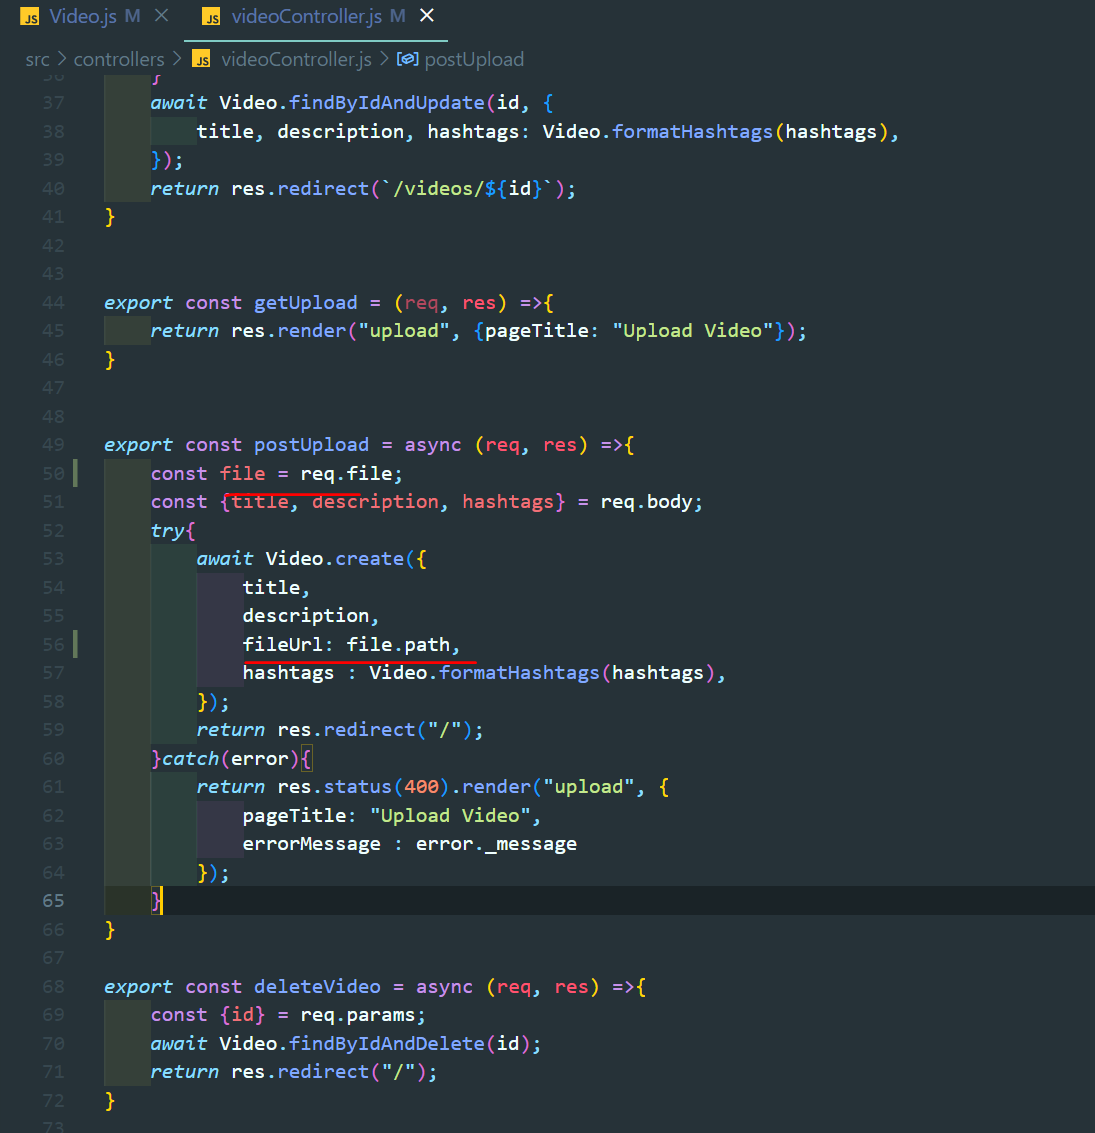 JS Video.js M × JS videoController.js M ×
src > controllers > JS videoController.js > postUpload
36 }
37 await Video.findByIdAndUpdate(id, {
38 title, description, hashtags: Video.formatHashtags(hashtags),
39 });
40 return res.redirect(`/videos/${id}`);
41 }
42
43
44 export const getUpload = (req, res) =>{
45 return res.render("upload", {pageTitle: "Upload Video"});
46 }
47
48
49 export const postUpload = async (req, res) =>{
50 const file = req.file;
51 const {title, description, hashtags} = req.body;
52 try{
53 await Video.create({
54 title,
55 description,
56 fileUrl: file.path,
57 hashtags : Video.formatHashtags(hashtags),
58 });
59 return res.redirect("/");
60 }catch(error){
61 return res.status(400).render("upload", {
62 pageTitle: "Upload Video",
63 errorMessage : error._message
64 });
65 }
66 }
67
68 export const deleteVideo = async (req, res) =>{
69 const {id} = req.params;
70 await Video.findByIdAndDelete(id);
71 return res.redirect("/");
72 }
73